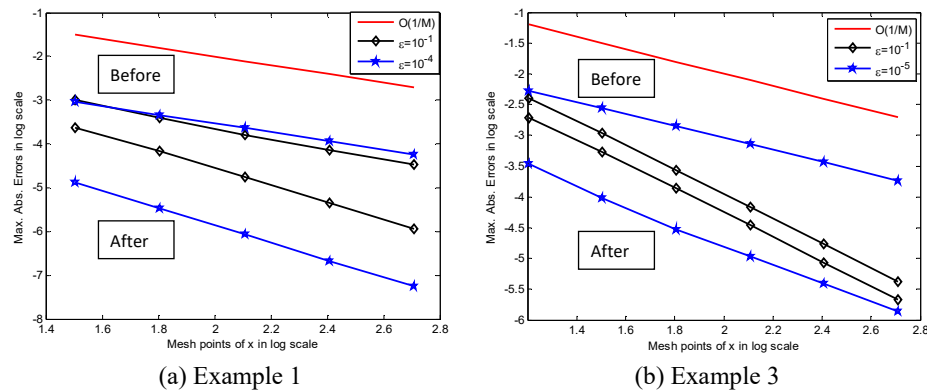 -1
-2
-3
-4
-5
-6
-7
-8
1.4 1.6 1.8 2 2.2 2.4 2.6 2.8
Max. Abs. Errors in log scale
Mesh points of x in log scale
O(1/M)
ε=10⁻¹
ε=10⁻⁴
Before
After
(a) Example 1
-1
-1.5
-2
-2.5
-3
-3.5
-4
-4.5
-5
-5.5
-6
1.4 1.6 1.8 2 2.2 2.4 2.6 2.8
Max. Abs. Errors in log scale
Mesh points of x in log scale
O(1/M)
ε=10⁻¹
ε=10⁻⁵
Before
After
(b) Example 3